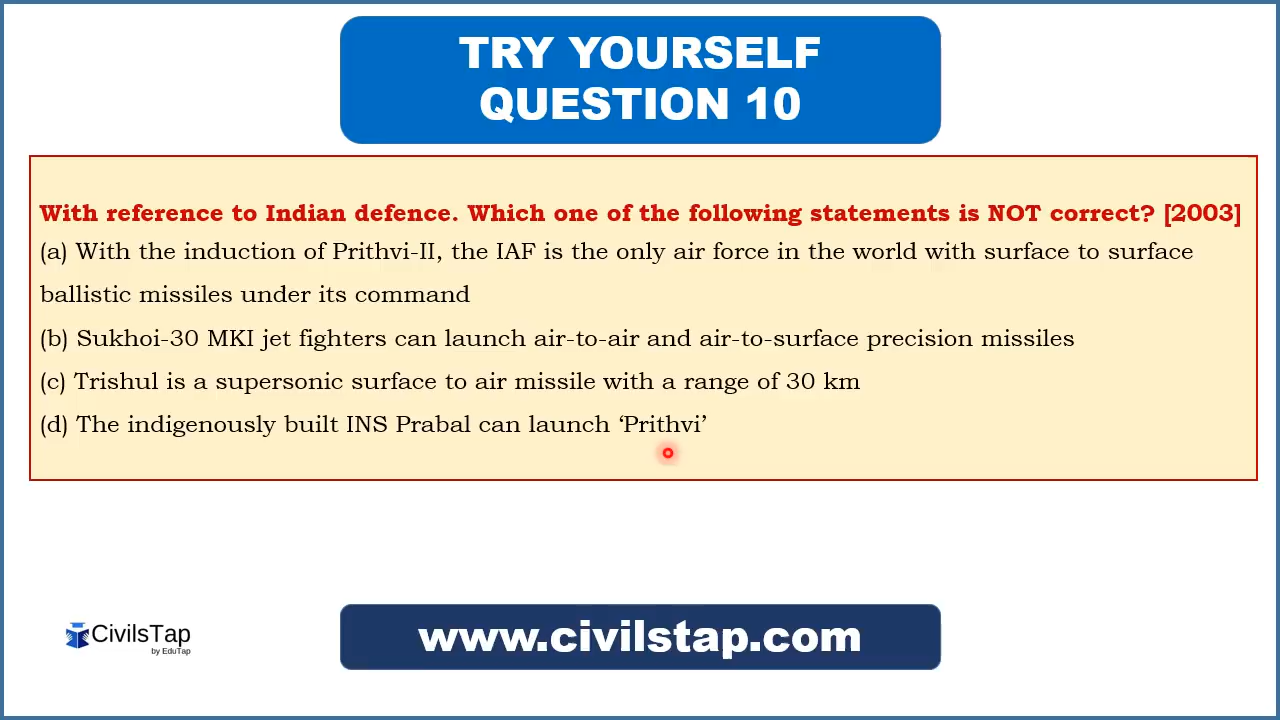 TRY YOURSELF
QUESTION 10
With reference to Indian defence. Which one of the following statements is NOT correct? [2003]
(a) With the induction of Prithvi-II, the IAF is the only air force in the world with surface to surface
ballistic missiles under its command
(b) Sukhoi-30 MKI jet fighters can launch air-to-air and air-to-surface precision missiles
(c) Trishul is a supersonic surface to air missile with a range of 30 km
(d) The indigenously built INS Prabal can launch ‘Prithvi’
CivilsTap
by EduTap
www.civilstap.com